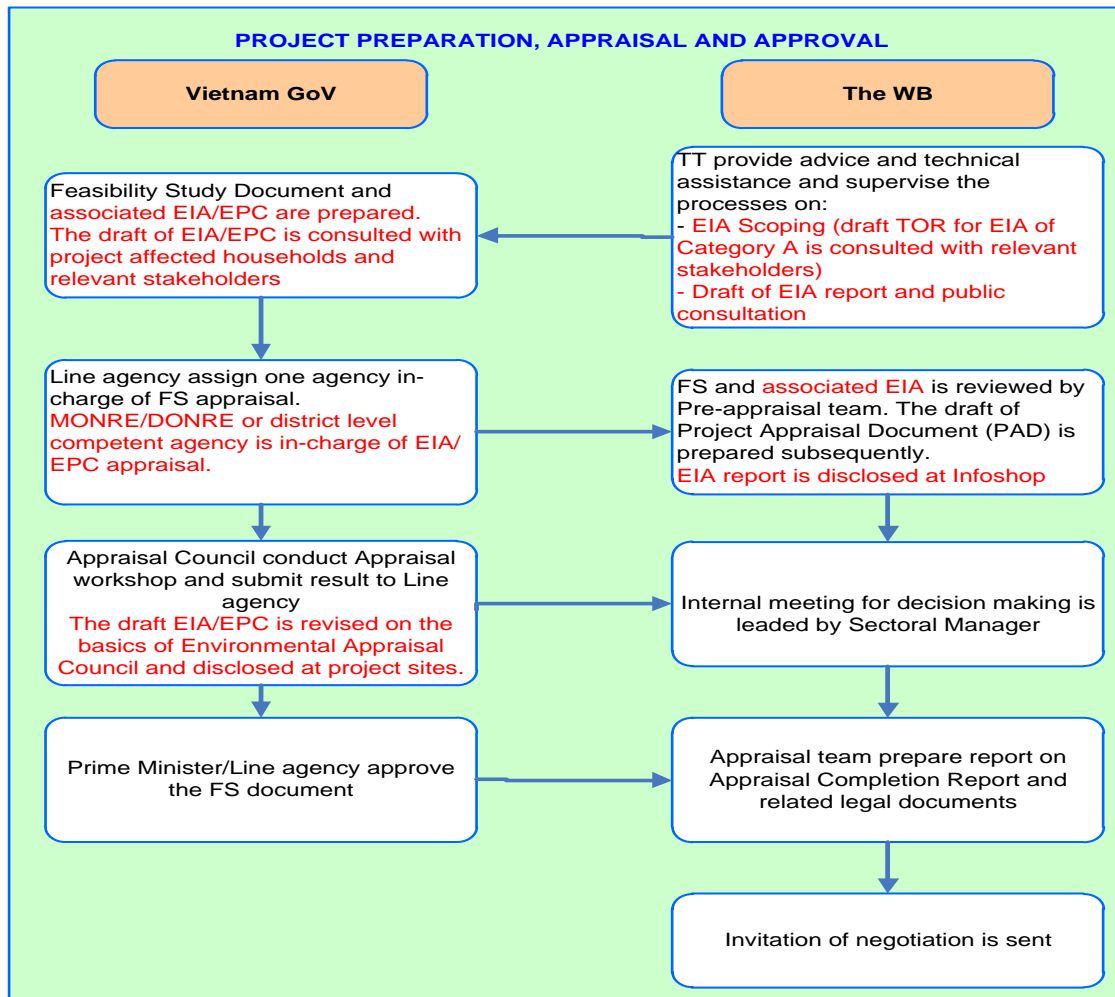 PROJECT PREPARATION, APPRAISAL AND APPROVAL
Vietnam GoV
The WB
Feasibility Study Document and
associated EIA/EPC are prepared.
The draft of EIA/EPC is consulted with
project affected households and
relevant stakeholders
TT provide advice and technical
assistance and supervise the
processes on:
- EIA Scoping (draft TOR for EIA of
Category A is consulted with relevant
stakeholders)
- Draft of EIA report and public
consultation
Line agency assign one agency in-
charge of FS appraisal.
MONRE/DONRE or district level
competent agency is in-charge of EIA/
EPC appraisal.
FS and associated EIA is reviewed by
Pre-appraisal team. The draft of
Project Appraisal Document (PAD) is
prepared subsequently.
EIA report is disclosed at Infoshop
Appraisal Council conduct Appraisal
workshop and submit result to Line
agency
The draft EIA/EPC is revised on the
basics of Environmental Appraisal
Council and disclosed at project sites.
Internal meeting for decision making is
leaded by Sectoral Manager
Prime Minister/Line agency approve
the FS document
Appraisal team prepare report on
Appraisal Completion Report and
related legal documents
Invitation of negotiation is sent